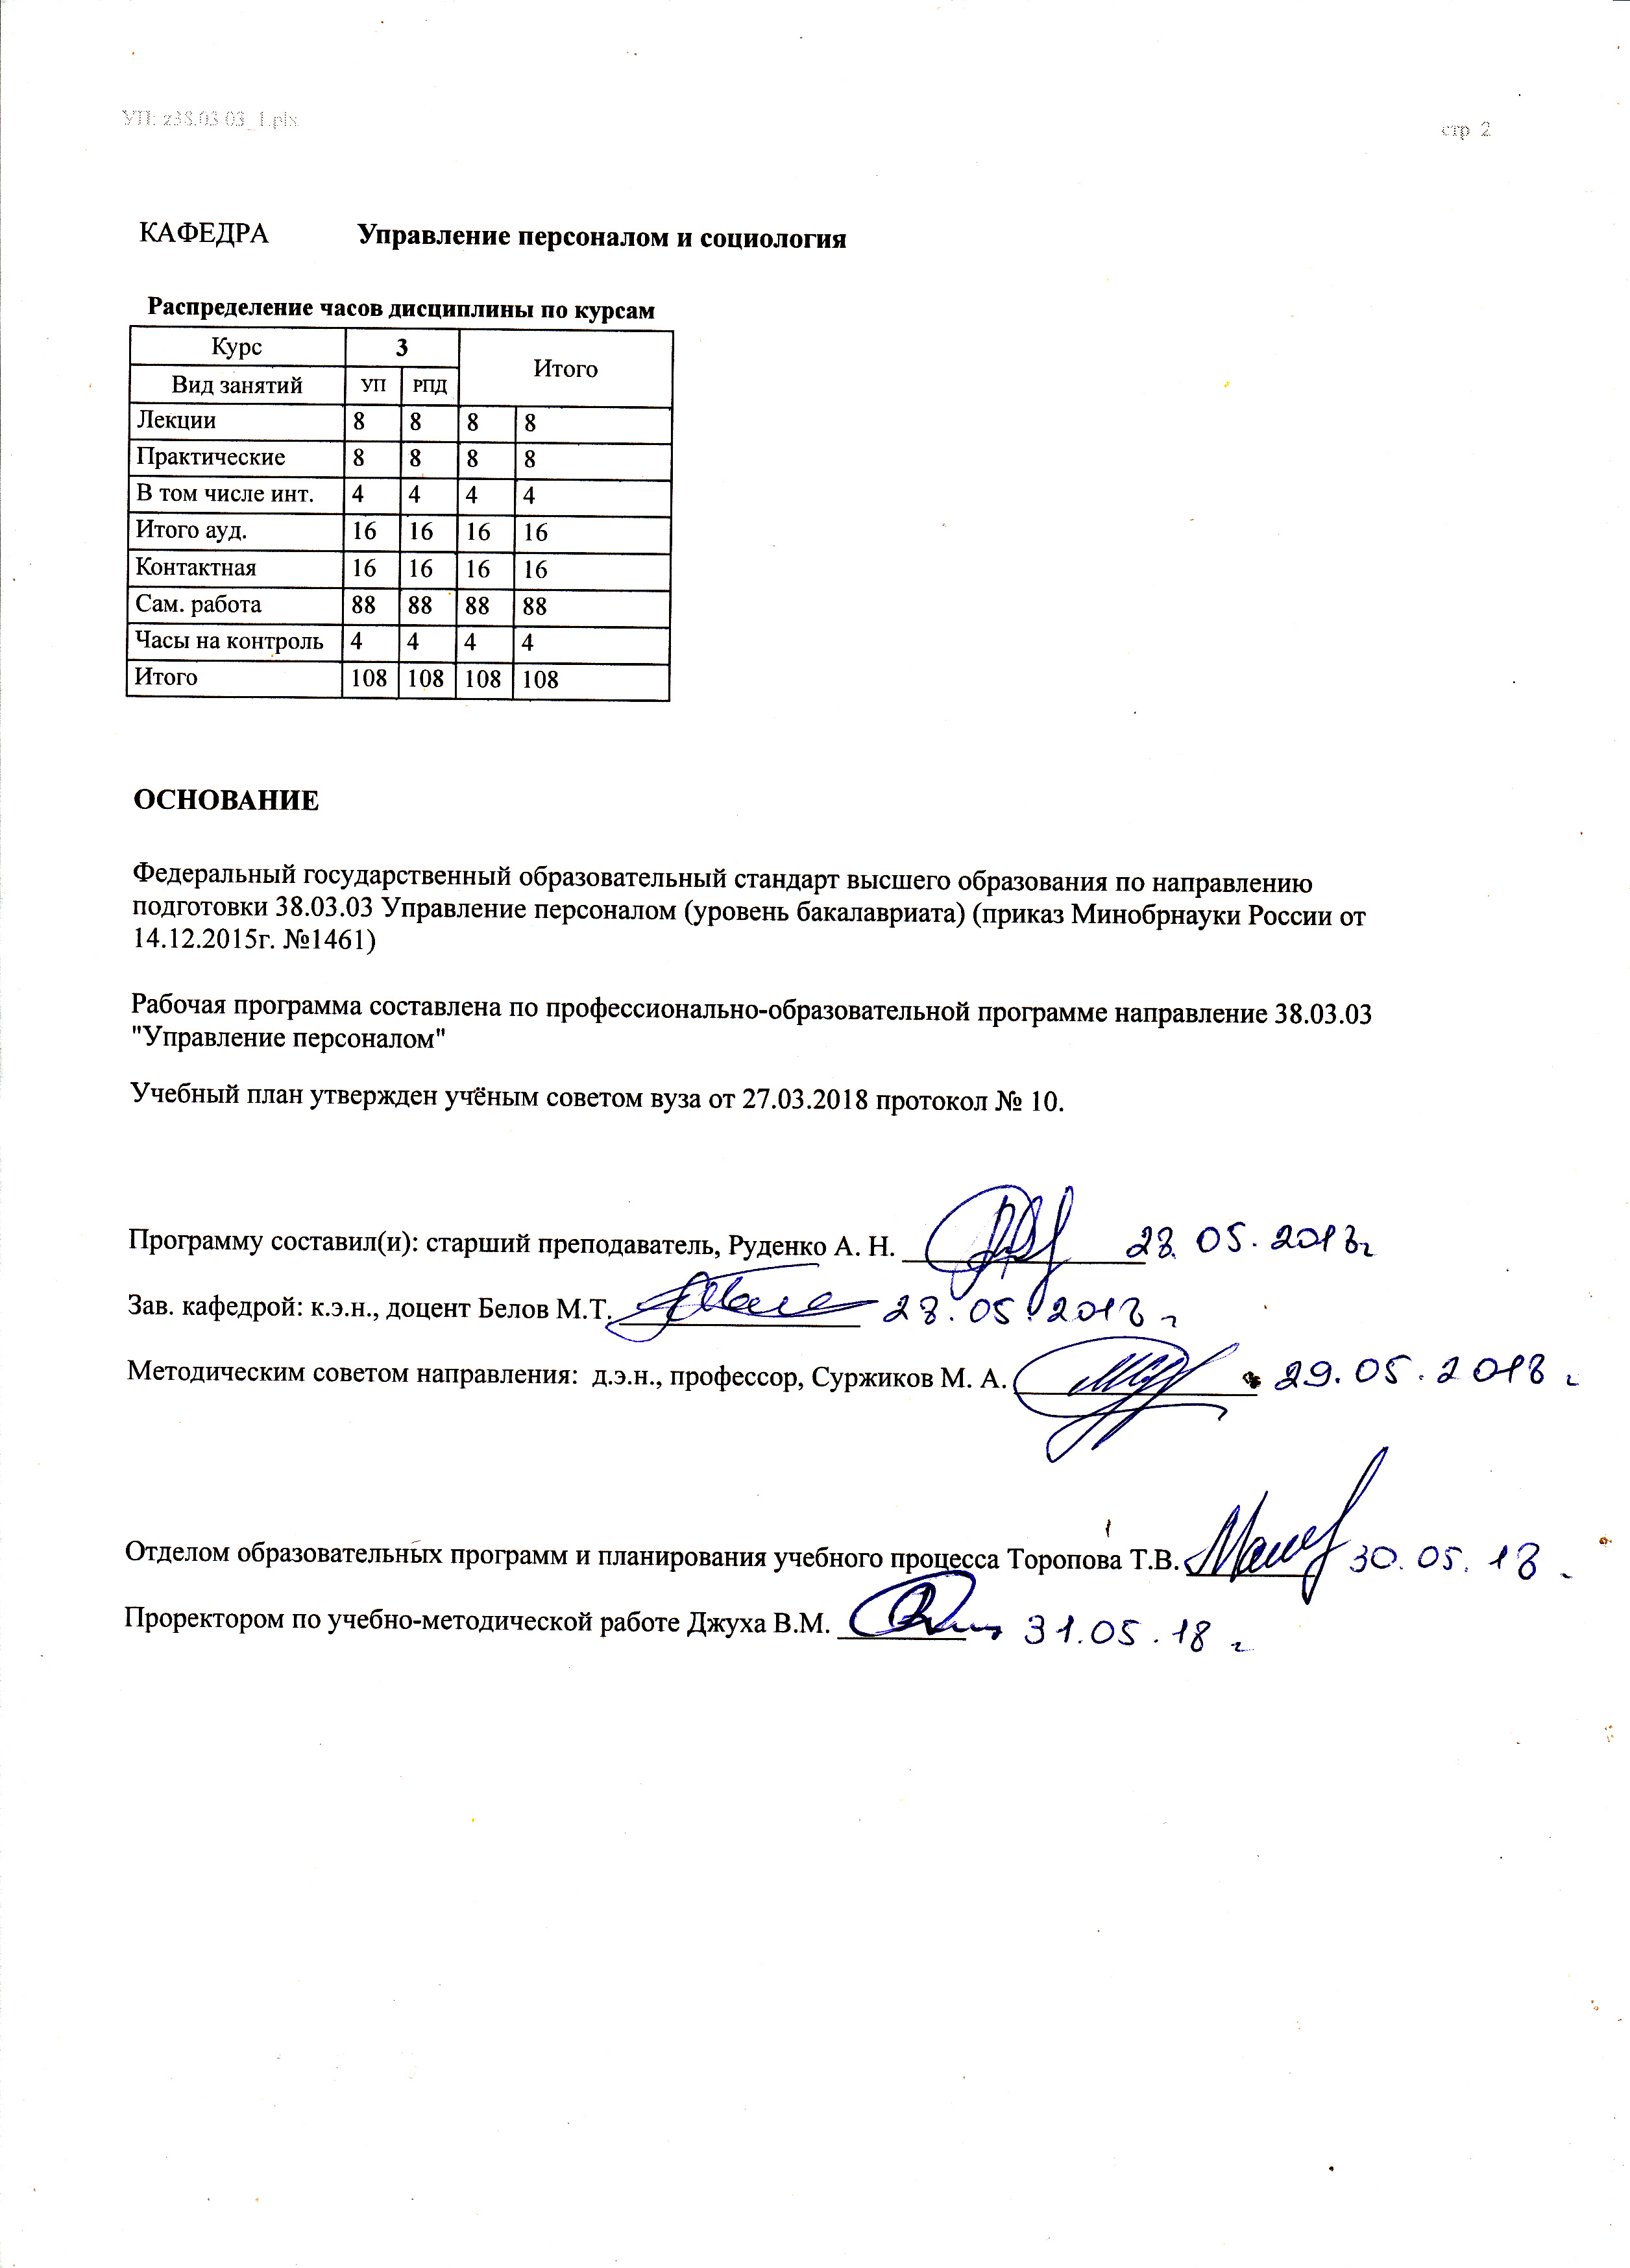 УП: z38.03.03_1.plx
стр. 2
КАФЕДРА Управление персоналом и социология
Распределение часов дисциплины по курсам
Курс 3 Итого
Вид занятий УП РПД
Лекции 8 8 8 8
Практические 8 8 8 8
В том числе инт. 4 4 4 4
Итого ауд. 16 16 16 16
Контактная 16 16 16 16
Сам. работа 88 88 88 88
Часы на контроль 4 4 4 4
Итого 108 108 108 108
ОСНОВАНИЕ
Федеральный государственный образовательный стандарт высшего образования по направлению
подготовки 38.03.03 Управление персоналом (уровень бакалавриата) (приказ Минобрнауки России от
14.12.2015г. №1461)
Рабочая программа составлена по профессионально-образовательной программе направление 38.03.03
"Управление персоналом"
Учебный план утвержден учёным советом вуза от 27.03.2018 протокол № 10.
Программу составил(и): старший преподаватель, Руденко А. Н. 28.05.2018г
Зав. кафедрой: к.э.н., доцент Белов М.Т. 28.05.2018 г
Методическим советом направления: д.э.н., профессор, Суржиков М. А. 29.05.2018 г
Отделом образовательных программ и планирования учебного процесса Торопова Т.В. 30.05.18
Проректором по учебно-методической работе Джуха В.М. 31.05.18 г